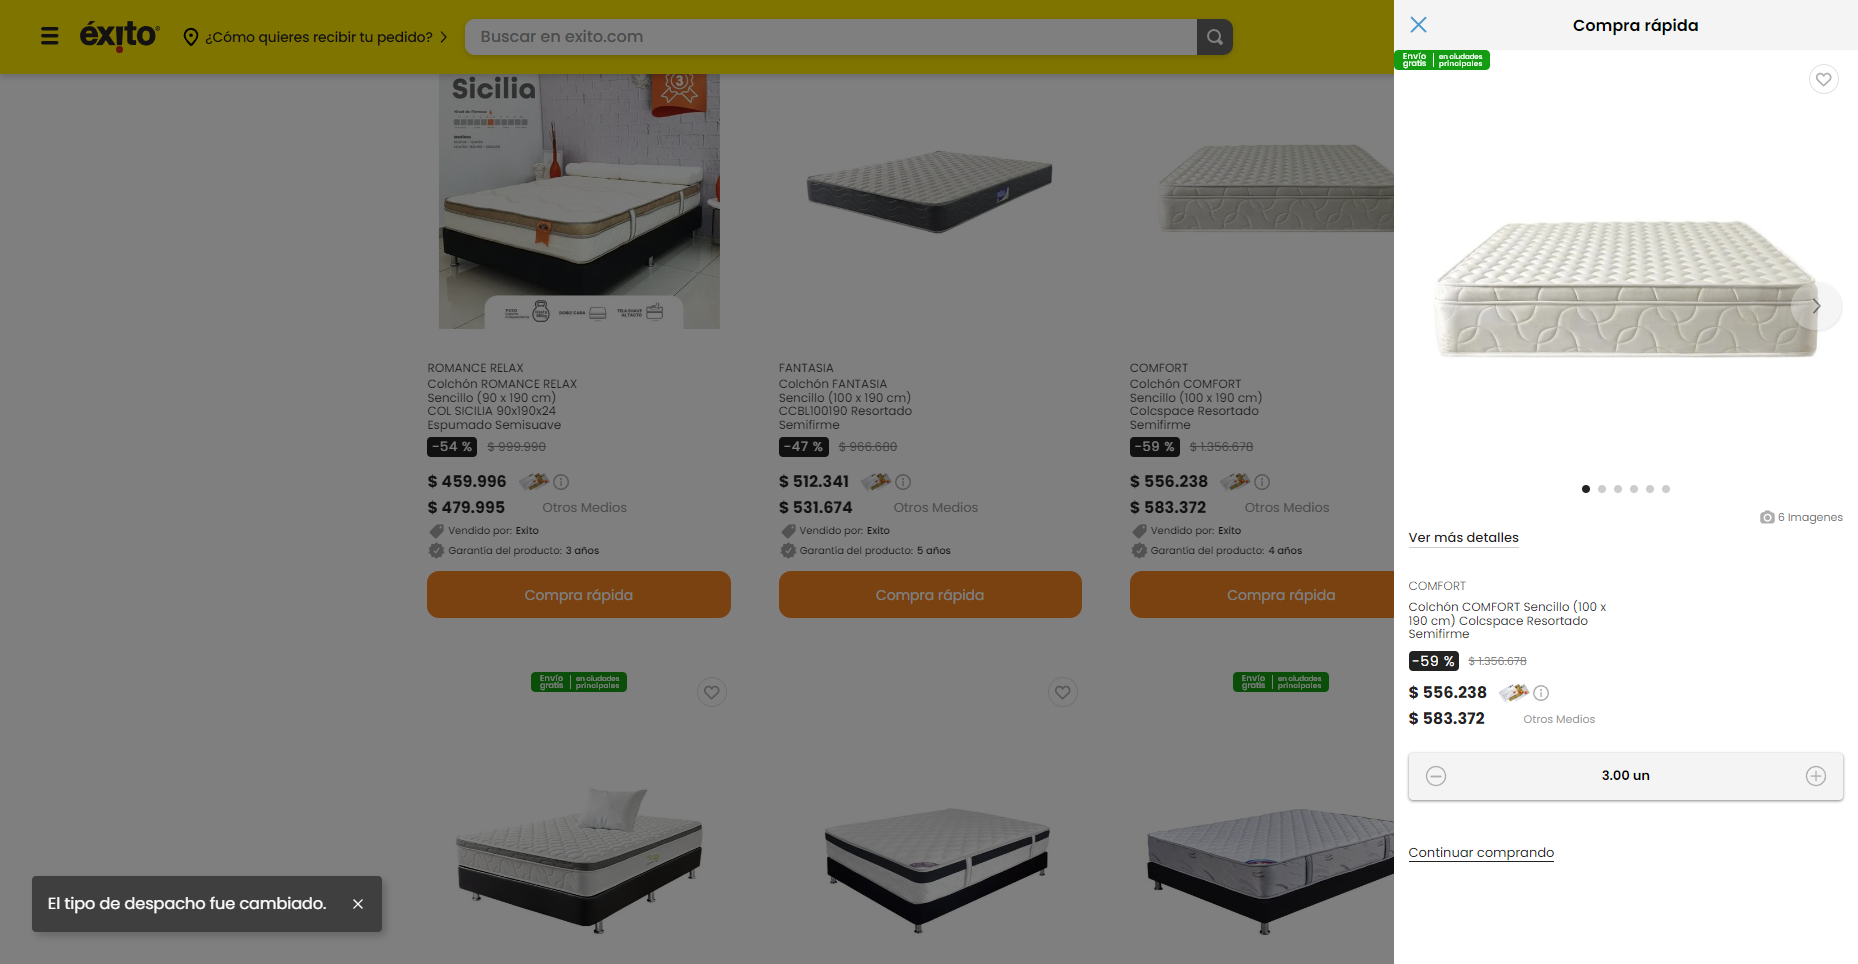 éxito
¿Cómo quieres recibir tu pedido?
Buscar en exito.com
Sicilia
3
ROMANCE RELAX
Colchón ROMANCE RELAX
Sencillo (90 x 190 cm)
COL SICILIA 90x190x24
Espumado Semisuave
-54 % $ 999.990
$ 459.996
$ 479.995 Otros Medios
Vendido por: Exito
Garantía del producto: 3 años
Compra rápida
FANTASIA
Colchón FANTASIA
Sencillo (100 x 190 cm)
CCBL100190 Resortado
Semifirme
-47 % $ 966.680
$ 512.341
$ 531.674 Otros Medios
Vendido por: Exito
Garantía del producto: 5 años
Compra rápida
COMFORT
Colchón COMFORT
Sencillo (100 x 190 cm)
Colcspace Resortado
Semifirme
-59 % $ 1.356.678
$ 556.238
$ 583.372 Otros Medios
Vendido por: Exito
Garantía del producto: 4 años
Compra rápida
Envío gratis en ciudades principales
Envío gratis en ciudades principales
El tipo de despacho fue cambiado.
Compra rápida
Envío gratis en ciudades principales
6 Imagenes
Ver más detalles
COMFORT
Colchón COMFORT Sencillo (100 x
190 cm) Colcspace Resortado
Semifirme
-59 % $ 1.356.678
$ 556.238
$ 583.372 Otros Medios
3.00 un
Continuar comprando